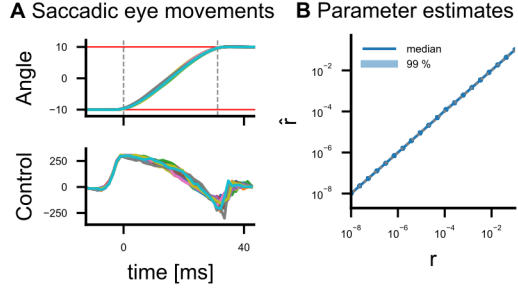 A Saccadic eye movements
Angle
10
0
−10
Control
250
0
−250
0
40
time [ms]
B Parameter estimates
median
99 %
r̂
10⁻²
10⁻⁴
10⁻⁶
10⁻⁸
10⁻⁸
10⁻⁶
10⁻⁴
10⁻²
r